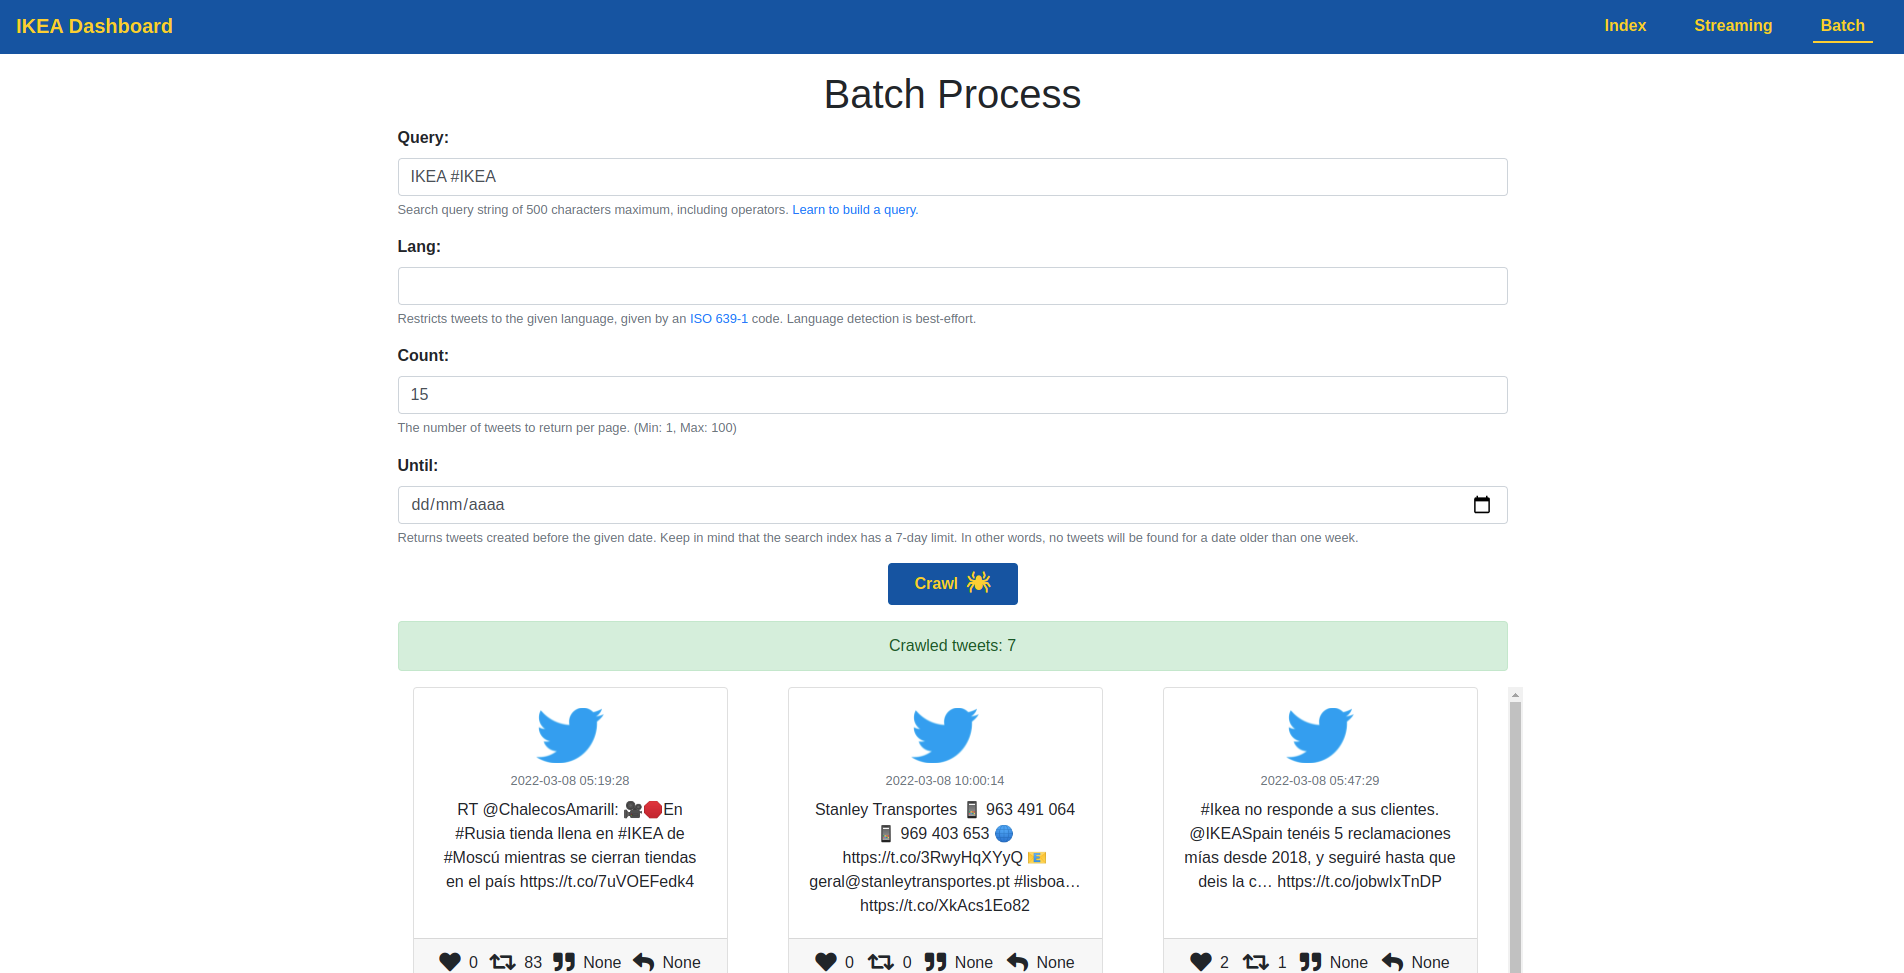 IKEA Dashboard
Index Streaming Batch
Batch Process
Query:
IKEA #IKEA
Search query string of 500 characters maximum, including operators. Learn to build a query.
Lang:
Restricts tweets to the given language, given by an ISO 639-1 code. Language detection is best-effort.
Count:
15
The number of tweets to return per page. (Min: 1, Max: 100)
Until:
dd/mm/aaaa
Returns tweets created before the given date. Keep in mind that the search index has a 7-day limit. In other words, no tweets will be found for a date older than one week.
Crawl
Crawled tweets: 7
2022-03-08 05:19:28
RT @ChalecosAmarill: 🎥🛑En
#Rusia tienda llena en #IKEA de
#Moscú mientras se cierran tiendas
en el país https://t.co/7uVOEFedk4
0 83 None None
2022-03-08 10:00:14
Stanley Transportes 📱 963 491 064
📱 969 403 653 🌐
https://t.co/3RwyHqXYyQ 📧
geral@stanleytransportes.pt #lisboa…
https://t.co/XkAcs1Eo82
0 0 None None
2022-03-08 05:47:29
#Ikea no responde a sus clientes.
@IKEASpain tenéis 5 reclamaciones
mías desde 2018, y seguiré hasta que
deis la c… https://t.co/jobwIxTnDP
2 1 None None